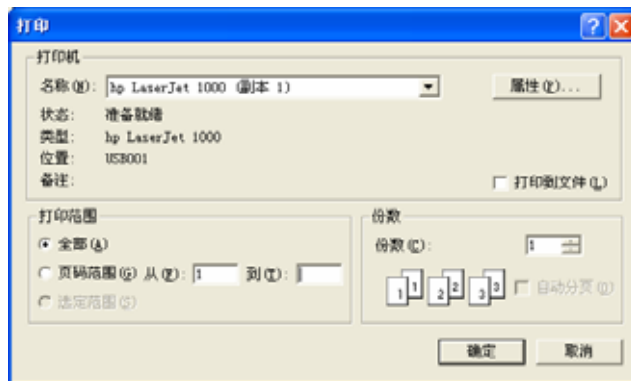 打印
打印机
名称(N): hp LaserJet 1000 (副本 1) 属性(P)...
状态: 准备就绪
类型: hp LaserJet 1000
位置: USB001
备注: 打印到文件(L)
打印范围
全部(A)
页码范围(G) 从(F): 1 到(T):
选定范围(S)
份数
份数(C): 1
1 1 2 2 3 3 自动分页(O)
确定 取消